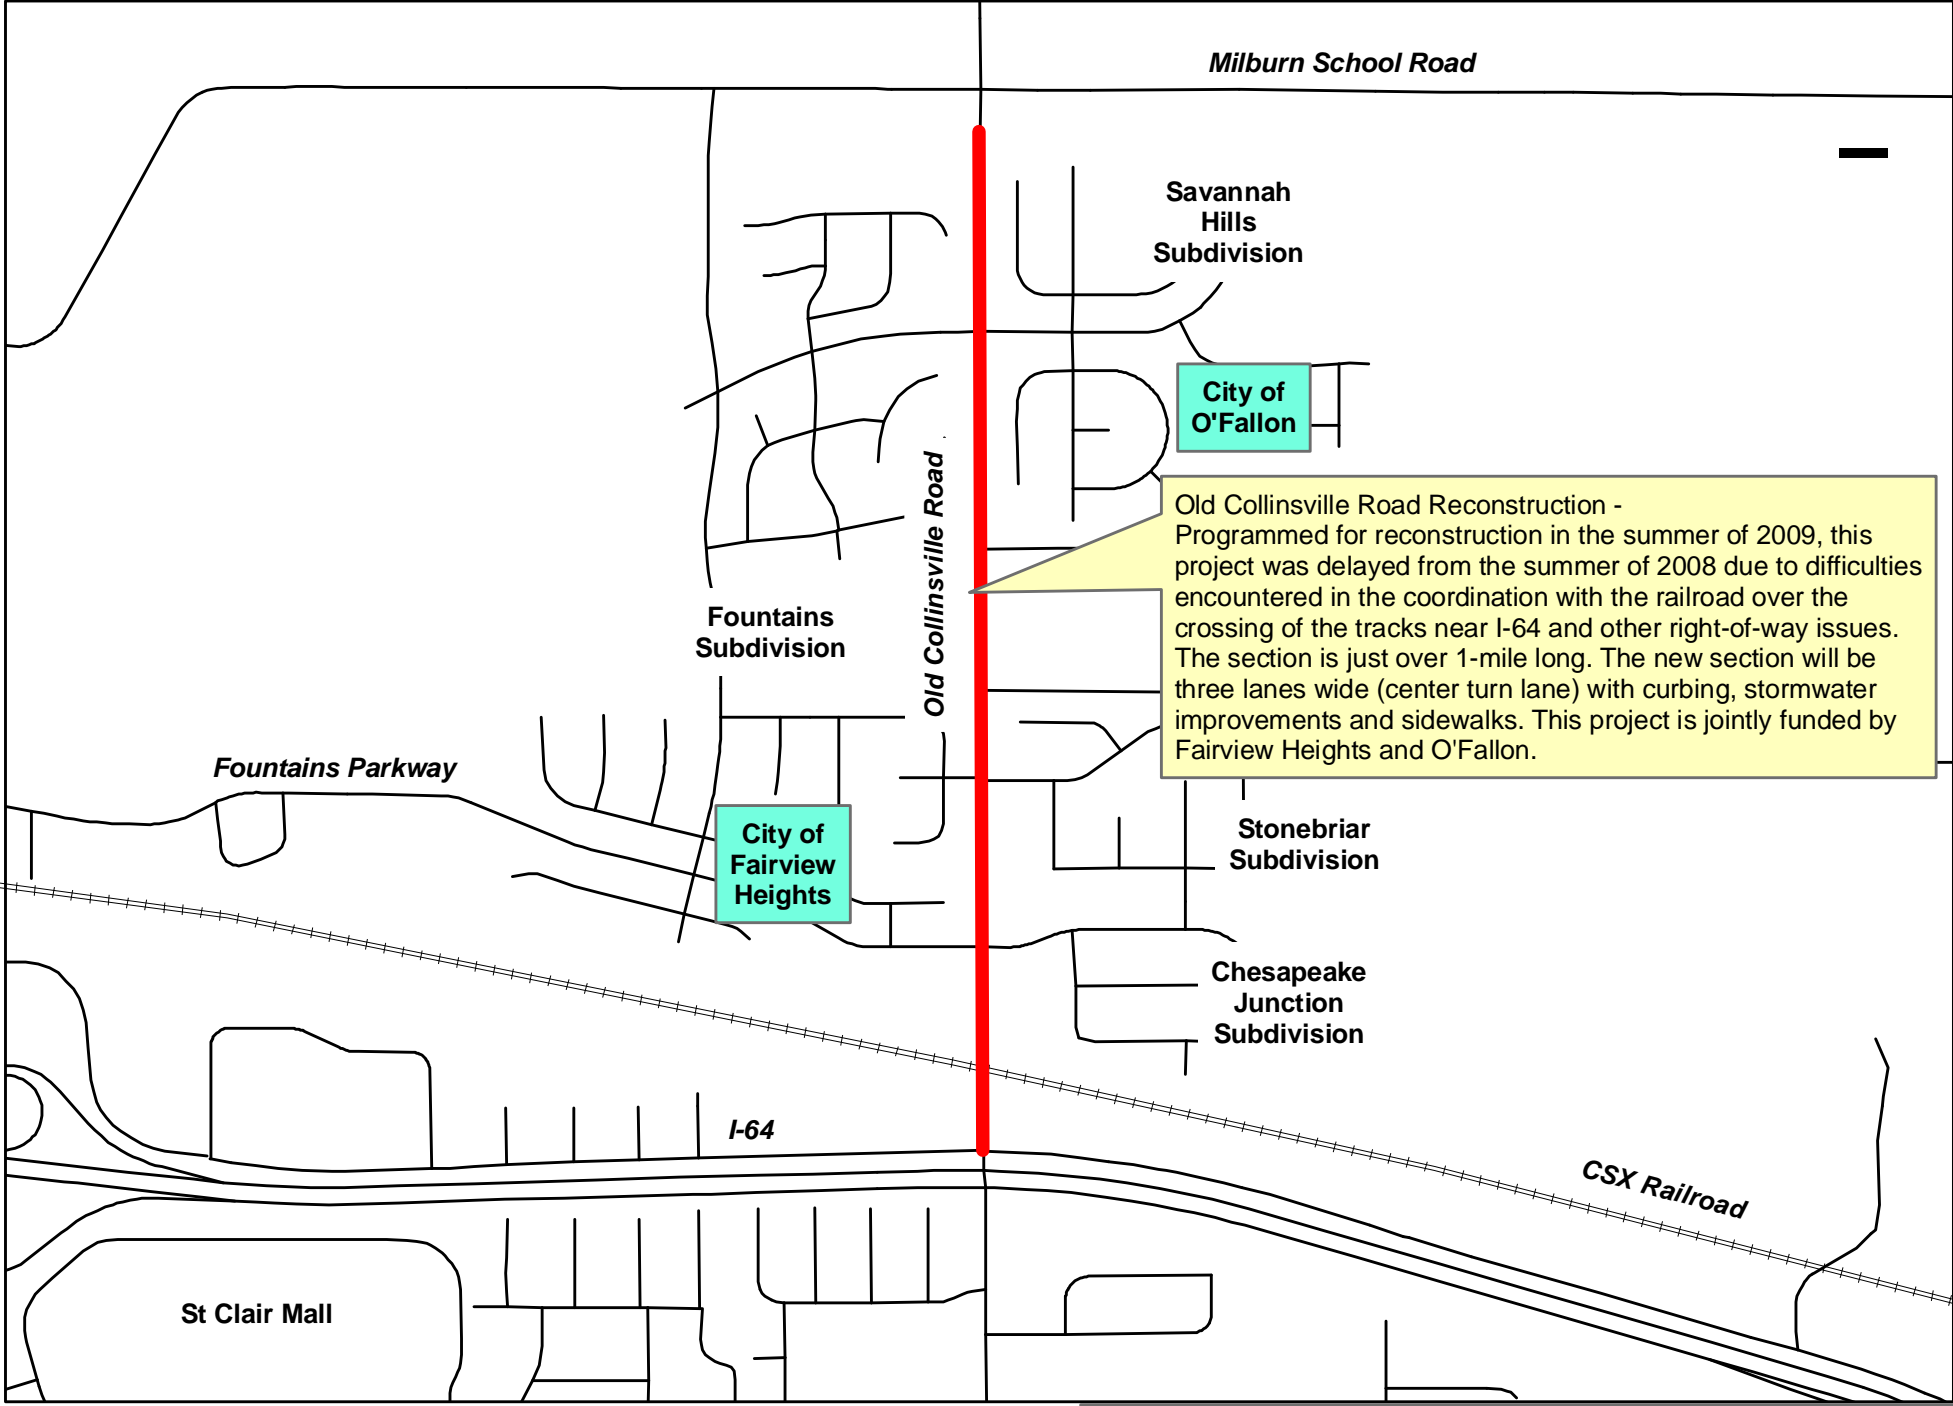 Milburn School Road
Savannah
Hills
Subdivision
City of
O'Fallon
Old Collinsville Road
Old Collinsville Road Reconstruction -
Programmed for reconstruction in the summer of 2009, this
project was delayed from the summer of 2008 due to difficulties
encountered in the coordination with the railroad over the
crossing of the tracks near I-64 and other right-of-way issues.
The section is just over 1-mile long. The new section will be
three lanes wide (center turn lane) with curbing, stormwater
improvements and sidewalks. This project is jointly funded by
Fairview Heights and O'Fallon.
Fountains
Subdivision
Fountains Parkway
City of
Fairview
Heights
Stonebriar
Subdivision
Chesapeake
Junction
Subdivision
I-64
CSX Railroad
St Clair Mall